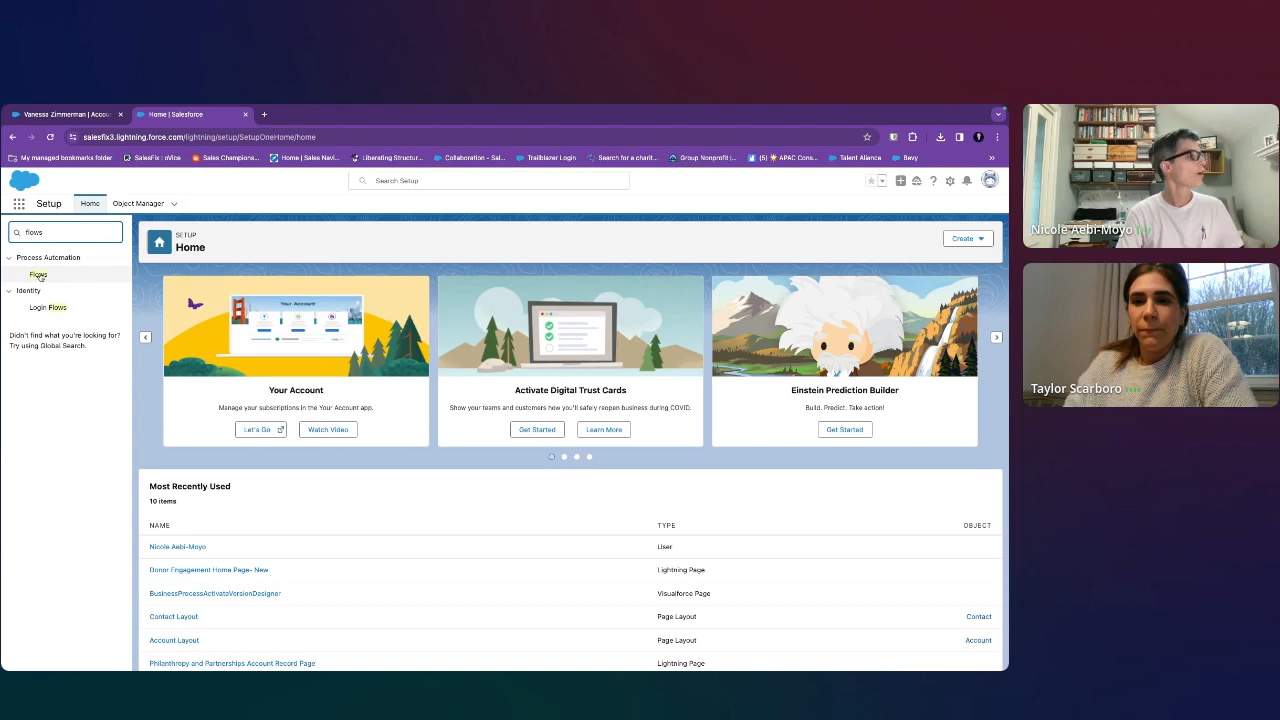 Vanessa Zimmerman | Accou
Home | Salesforce
salesfix3.lightning.force.com/lightning/setup/SetupOneHome/home
My managed bookmarks folder
SalesFix : mice
Sales Champions...
Home | Sales Navi...
Liberating Structur...
Collaboration - Sal...
Trailblazer Login
Search for a charit...
Group Nonprofit |...
(5) APAC Cons...
Talent Alliance
Bevy
Search Setup
Setup
Home
Object Manager
flows
Process Automation
Flows
Identity
Login Flows
Didn't find what you're looking for?
Try using Global Search.
SETUP
Home
Create
Your Account
Your Account
Manage your subscriptions in the Your Account app.
Let's Go
Watch Video
Activate Digital Trust Cards
Show your teams and customers how you'll safely reopen business during COVID.
Get Started
Learn More
Einstein Prediction Builder
Build. Predict. Take action!
Get Started
Most Recently Used
10 items
NAME TYPE OBJECT
Nicole Aebi-Moyo User
Donor Engagement Home Page- New Lightning Page
BusinessProcessActivateVersionDesigner Visualforce Page
Contact Layout Page Layout Contact
Account Layout Page Layout Account
Philanthropy and Partnerships Account Record Page Lightning Page
Nicole Aebi-Moyo
Taylor Scarboro